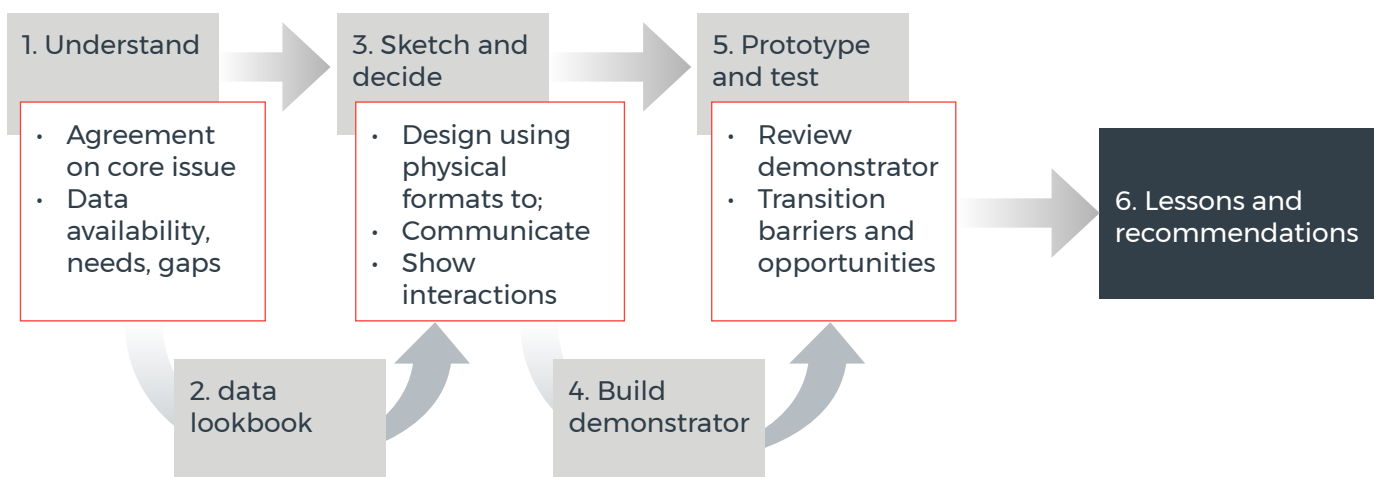 1. Understand
• Agreement
on core issue
• Data
availability,
needs, gaps
2. data
lookbook
3. Sketch and
decide
• Design using
physical
formats to;
• Communicate
• Show
interactions
4. Build
demonstrator
5. Prototype
and test
• Review
demonstrator
• Transition
barriers and
opportunities
6. Lessons and
recommendations